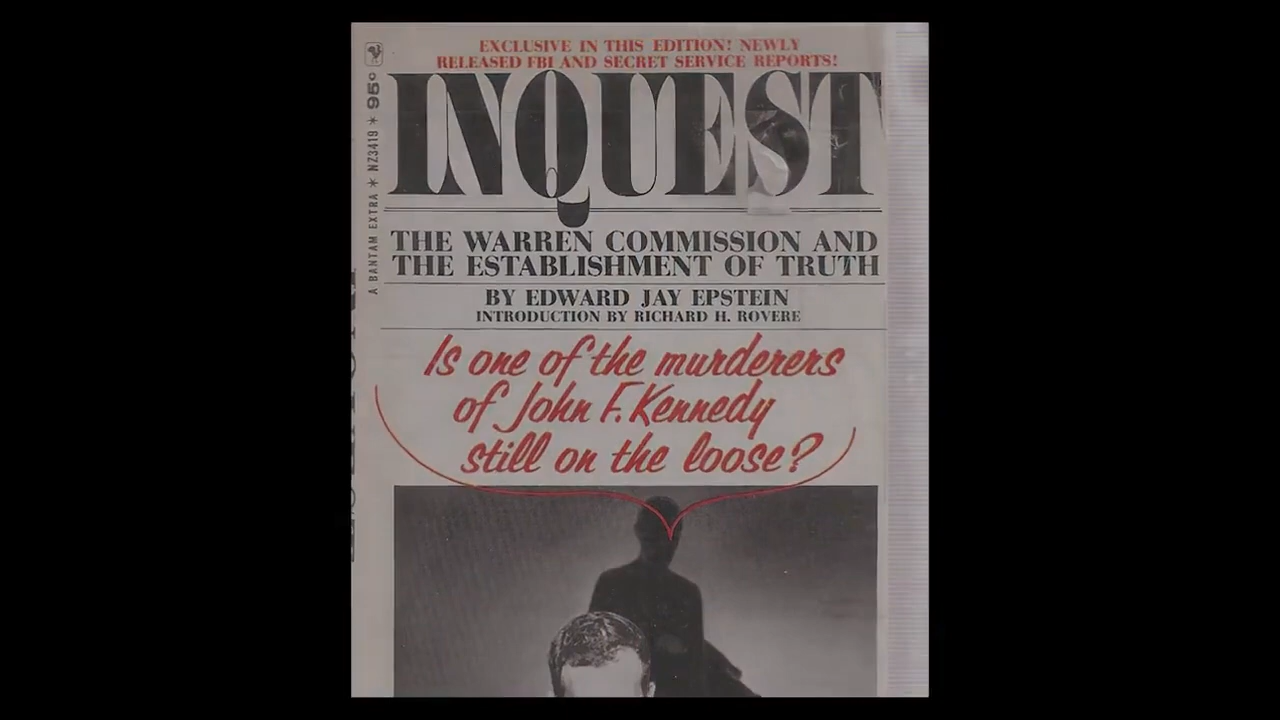 EXCLUSIVE IN THIS EDITION! NEWLY
RELEASED FBI AND SECRET SERVICE REPORTS!
INQUEST
THE WARREN COMMISSION AND
THE ESTABLISHMENT OF TRUTH
BY EDWARD JAY EPSTEIN
INTRODUCTION BY RICHARD H. ROVERE
Is one of the murderers
of John F. Kennedy
still on the loose?
A BANTAM EXTRA * NZ3419 * 95¢